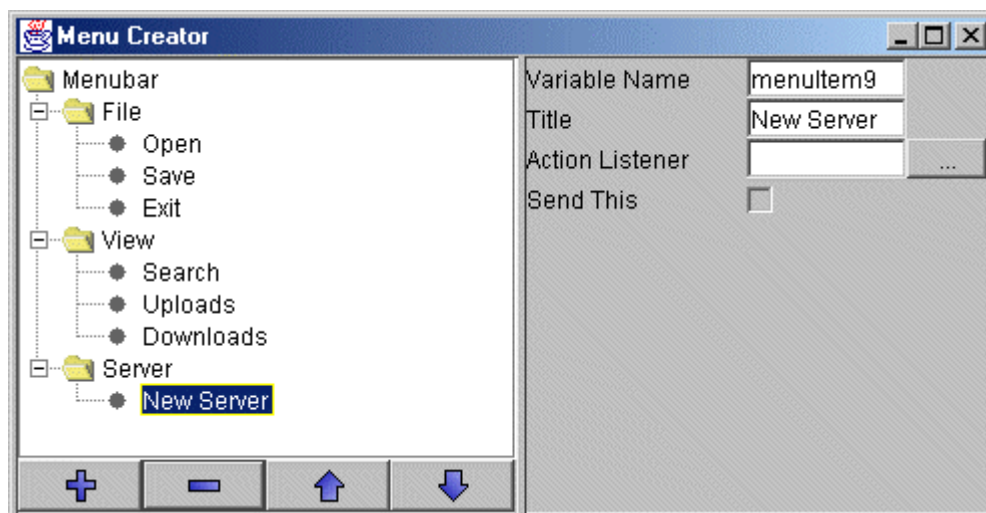 Menu Creator
Menubar
File
Open
Save
Exit
View
Search
Uploads
Downloads
Server
New Server
Variable Name menuItem9
Title New Server
Action Listener ...
Send This